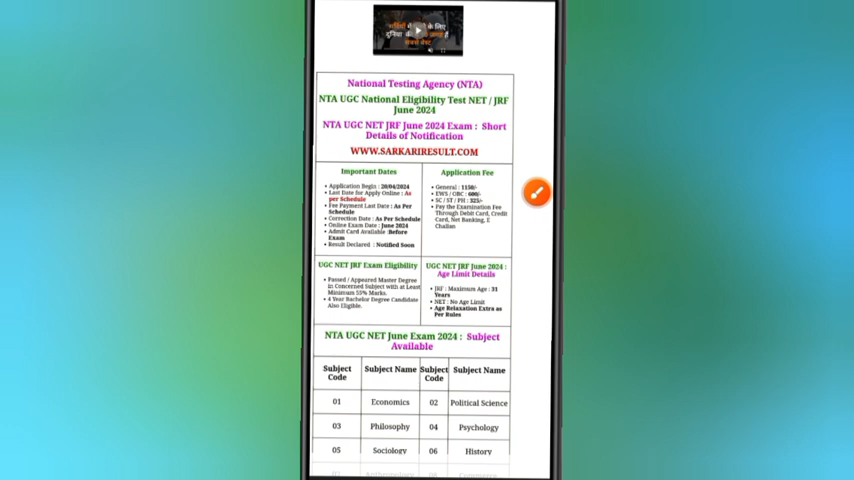 के लिए
सबसे बेस्ट
National Testing Agency (NTA)
NTA UGC National Eligibility Test NET / JRF
June 2024
NTA UGC NET JRF June 2024 Exam : Short
Details of Notification
WWW.SARKARIRESULT.COM
Important Dates
• Application Begin : 20/04/2024
• Last Date for Apply Online : As
per Schedule
• Fee Payment Last Date : As Per
Schedule
• Correction Date : As Per Schedule
• Online Exam Date : June 2024
• Admit Card Available : Before
Exam
• Result Declared : Notified Soon
Application Fee
• General : 1150/-
• EWS / OBC : 600/-
• SC / ST / PH : 325/-
• Pay the Examination Fee
Through Debit Card, Credit
Card, Net Banking, E
Challan
UGC NET JRF Exam Eligibility
• Passed / Appeared Master Degree
in Concerned Subject with at Least
Minimum 55% Marks.
• 4 Year Bachelor Degree Candidate
Also Eligible.
UGC NET JRF June 2024 :
Age Limit Details
• JRF : Maximum Age : 31
Years
• NET : No Age Limit
• Age Relaxation Extra as
Per Rules
NTA UGC NET June Exam 2024 : Subject
Available
Subject Code Subject Name Subject Code Subject Name
01 Economics 02 Political Science
03 Philosophy 04 Psychology
05 Sociology 06 History
07 Anthropology 08 Commerce